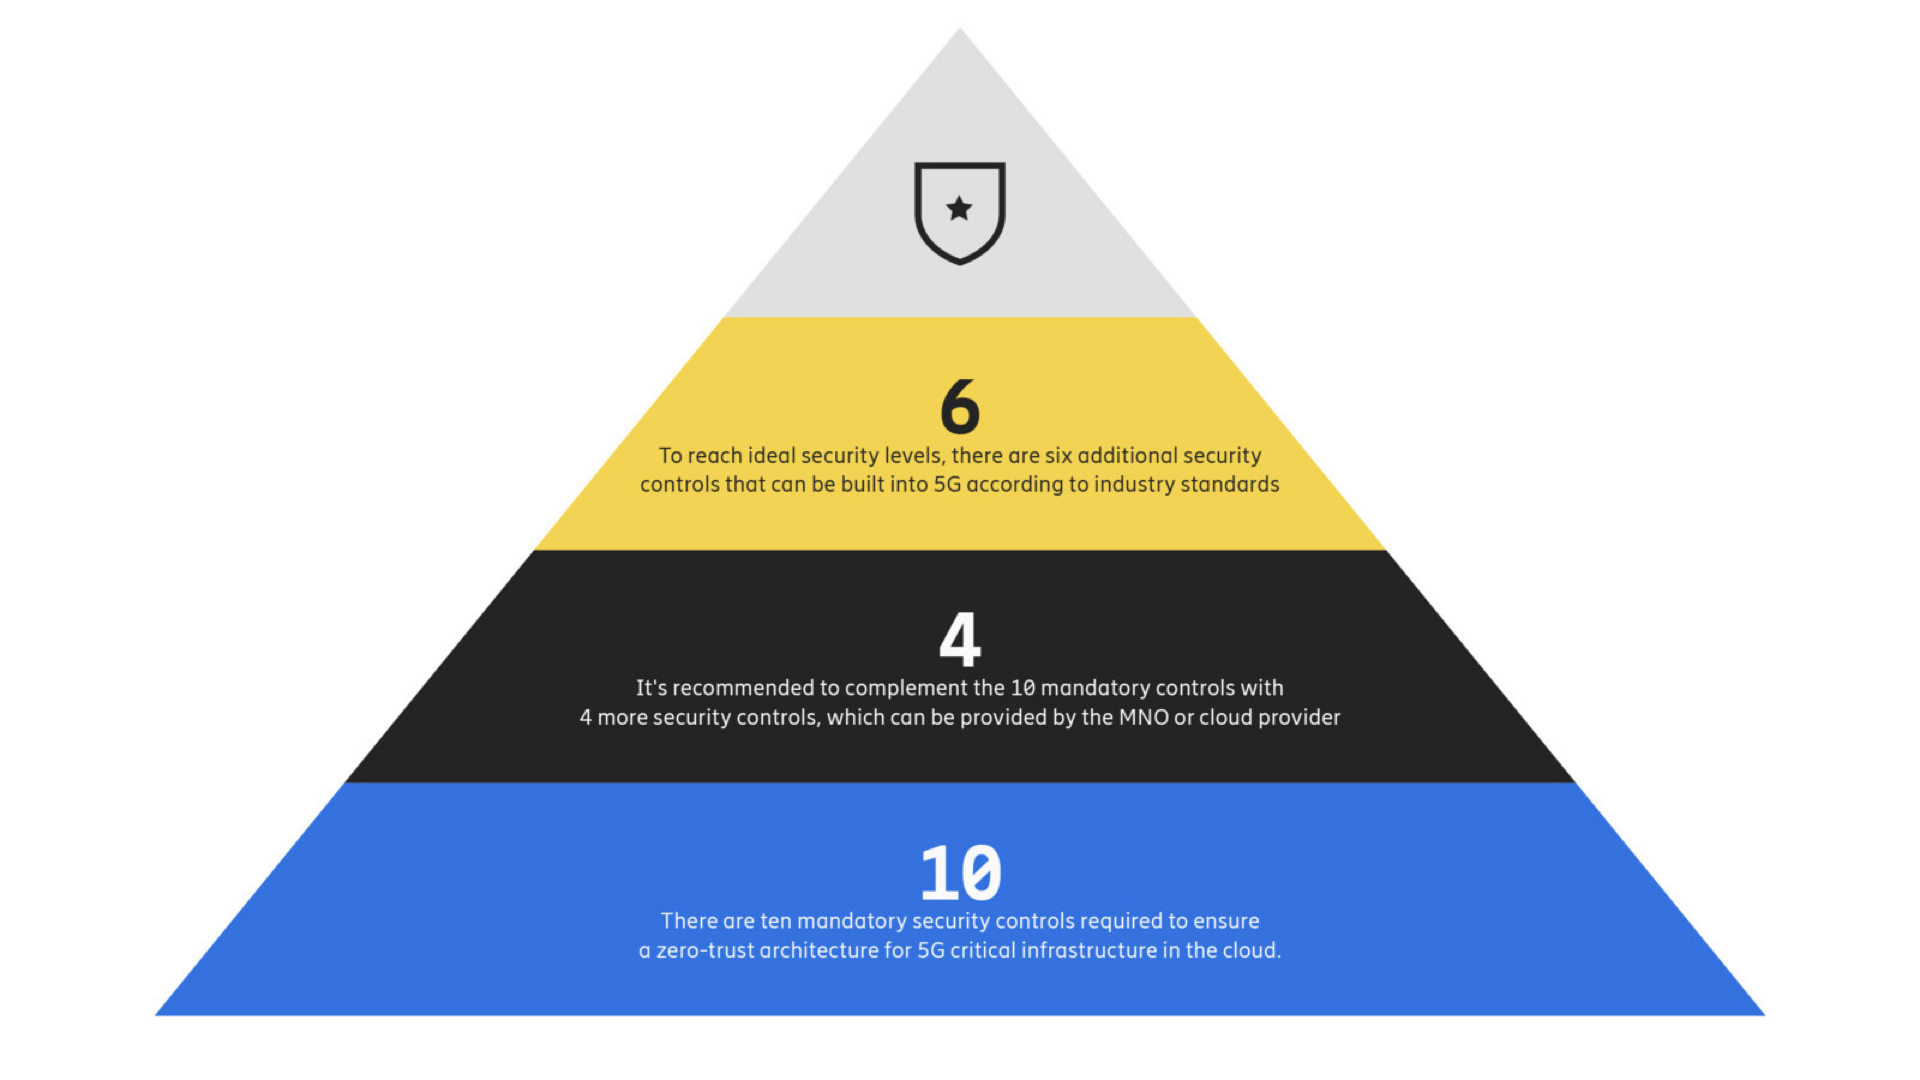 6
To reach ideal security levels, there are six additional security
controls that can be built into 5G according to industry standards
4
It's recommended to complement the 10 mandatory controls with
4 more security controls, which can be provided by the MNO or cloud provider
10
There are ten mandatory security controls required to ensure
a zero-trust architecture for 5G critical infrastructure in the cloud.